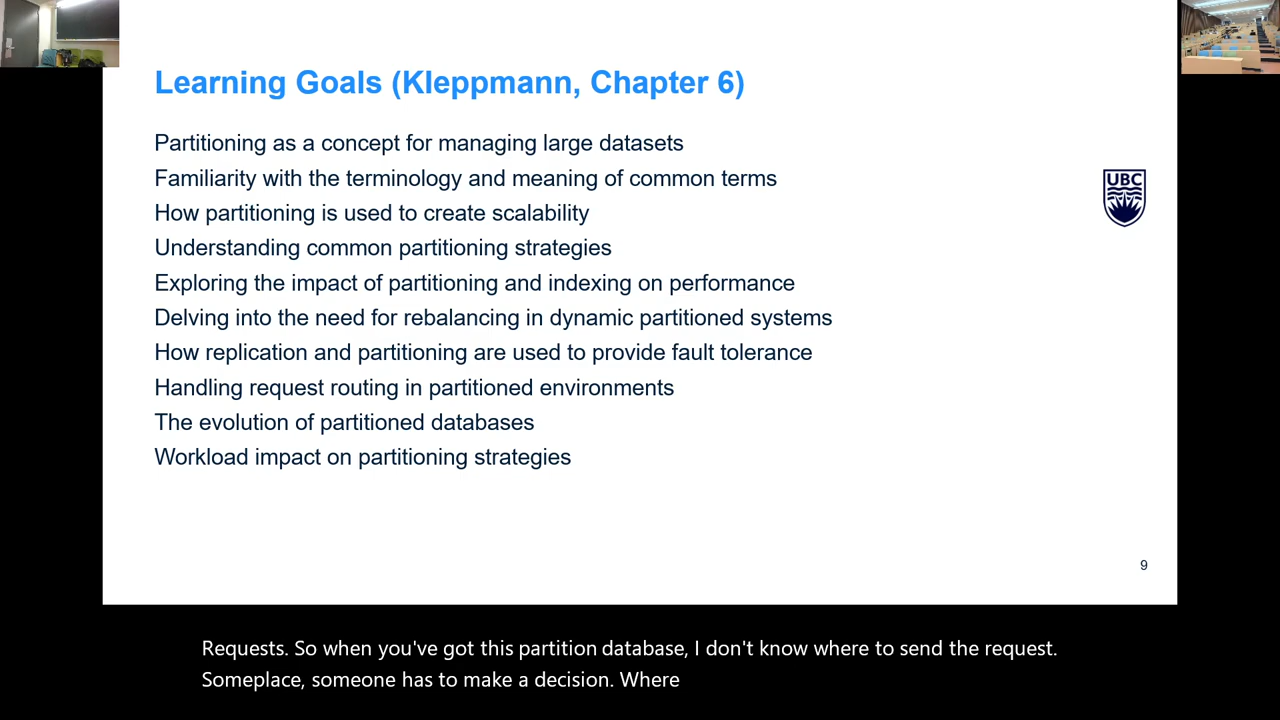 Learning Goals (Kleppmann, Chapter 6)
Partitioning as a concept for managing large datasets
Familiarity with the terminology and meaning of common terms
How partitioning is used to create scalability
Understanding common partitioning strategies
Exploring the impact of partitioning and indexing on performance
Delving into the need for rebalancing in dynamic partitioned systems
How replication and partitioning are used to provide fault tolerance
Handling request routing in partitioned environments
The evolution of partitioned databases
Workload impact on partitioning strategies
UBC
9
Requests. So when you've got this partition database, I don't know where to send the request.
Someplace, someone has to make a decision. Where